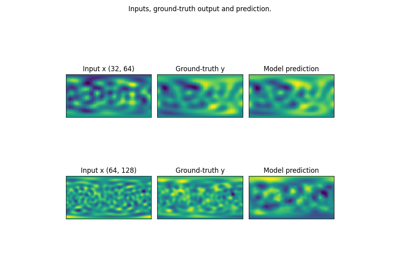 Inputs, ground-truth output and prediction.
Input x (32, 64) Ground-truth y Model prediction
Input x (64, 128) Ground-truth y Model prediction